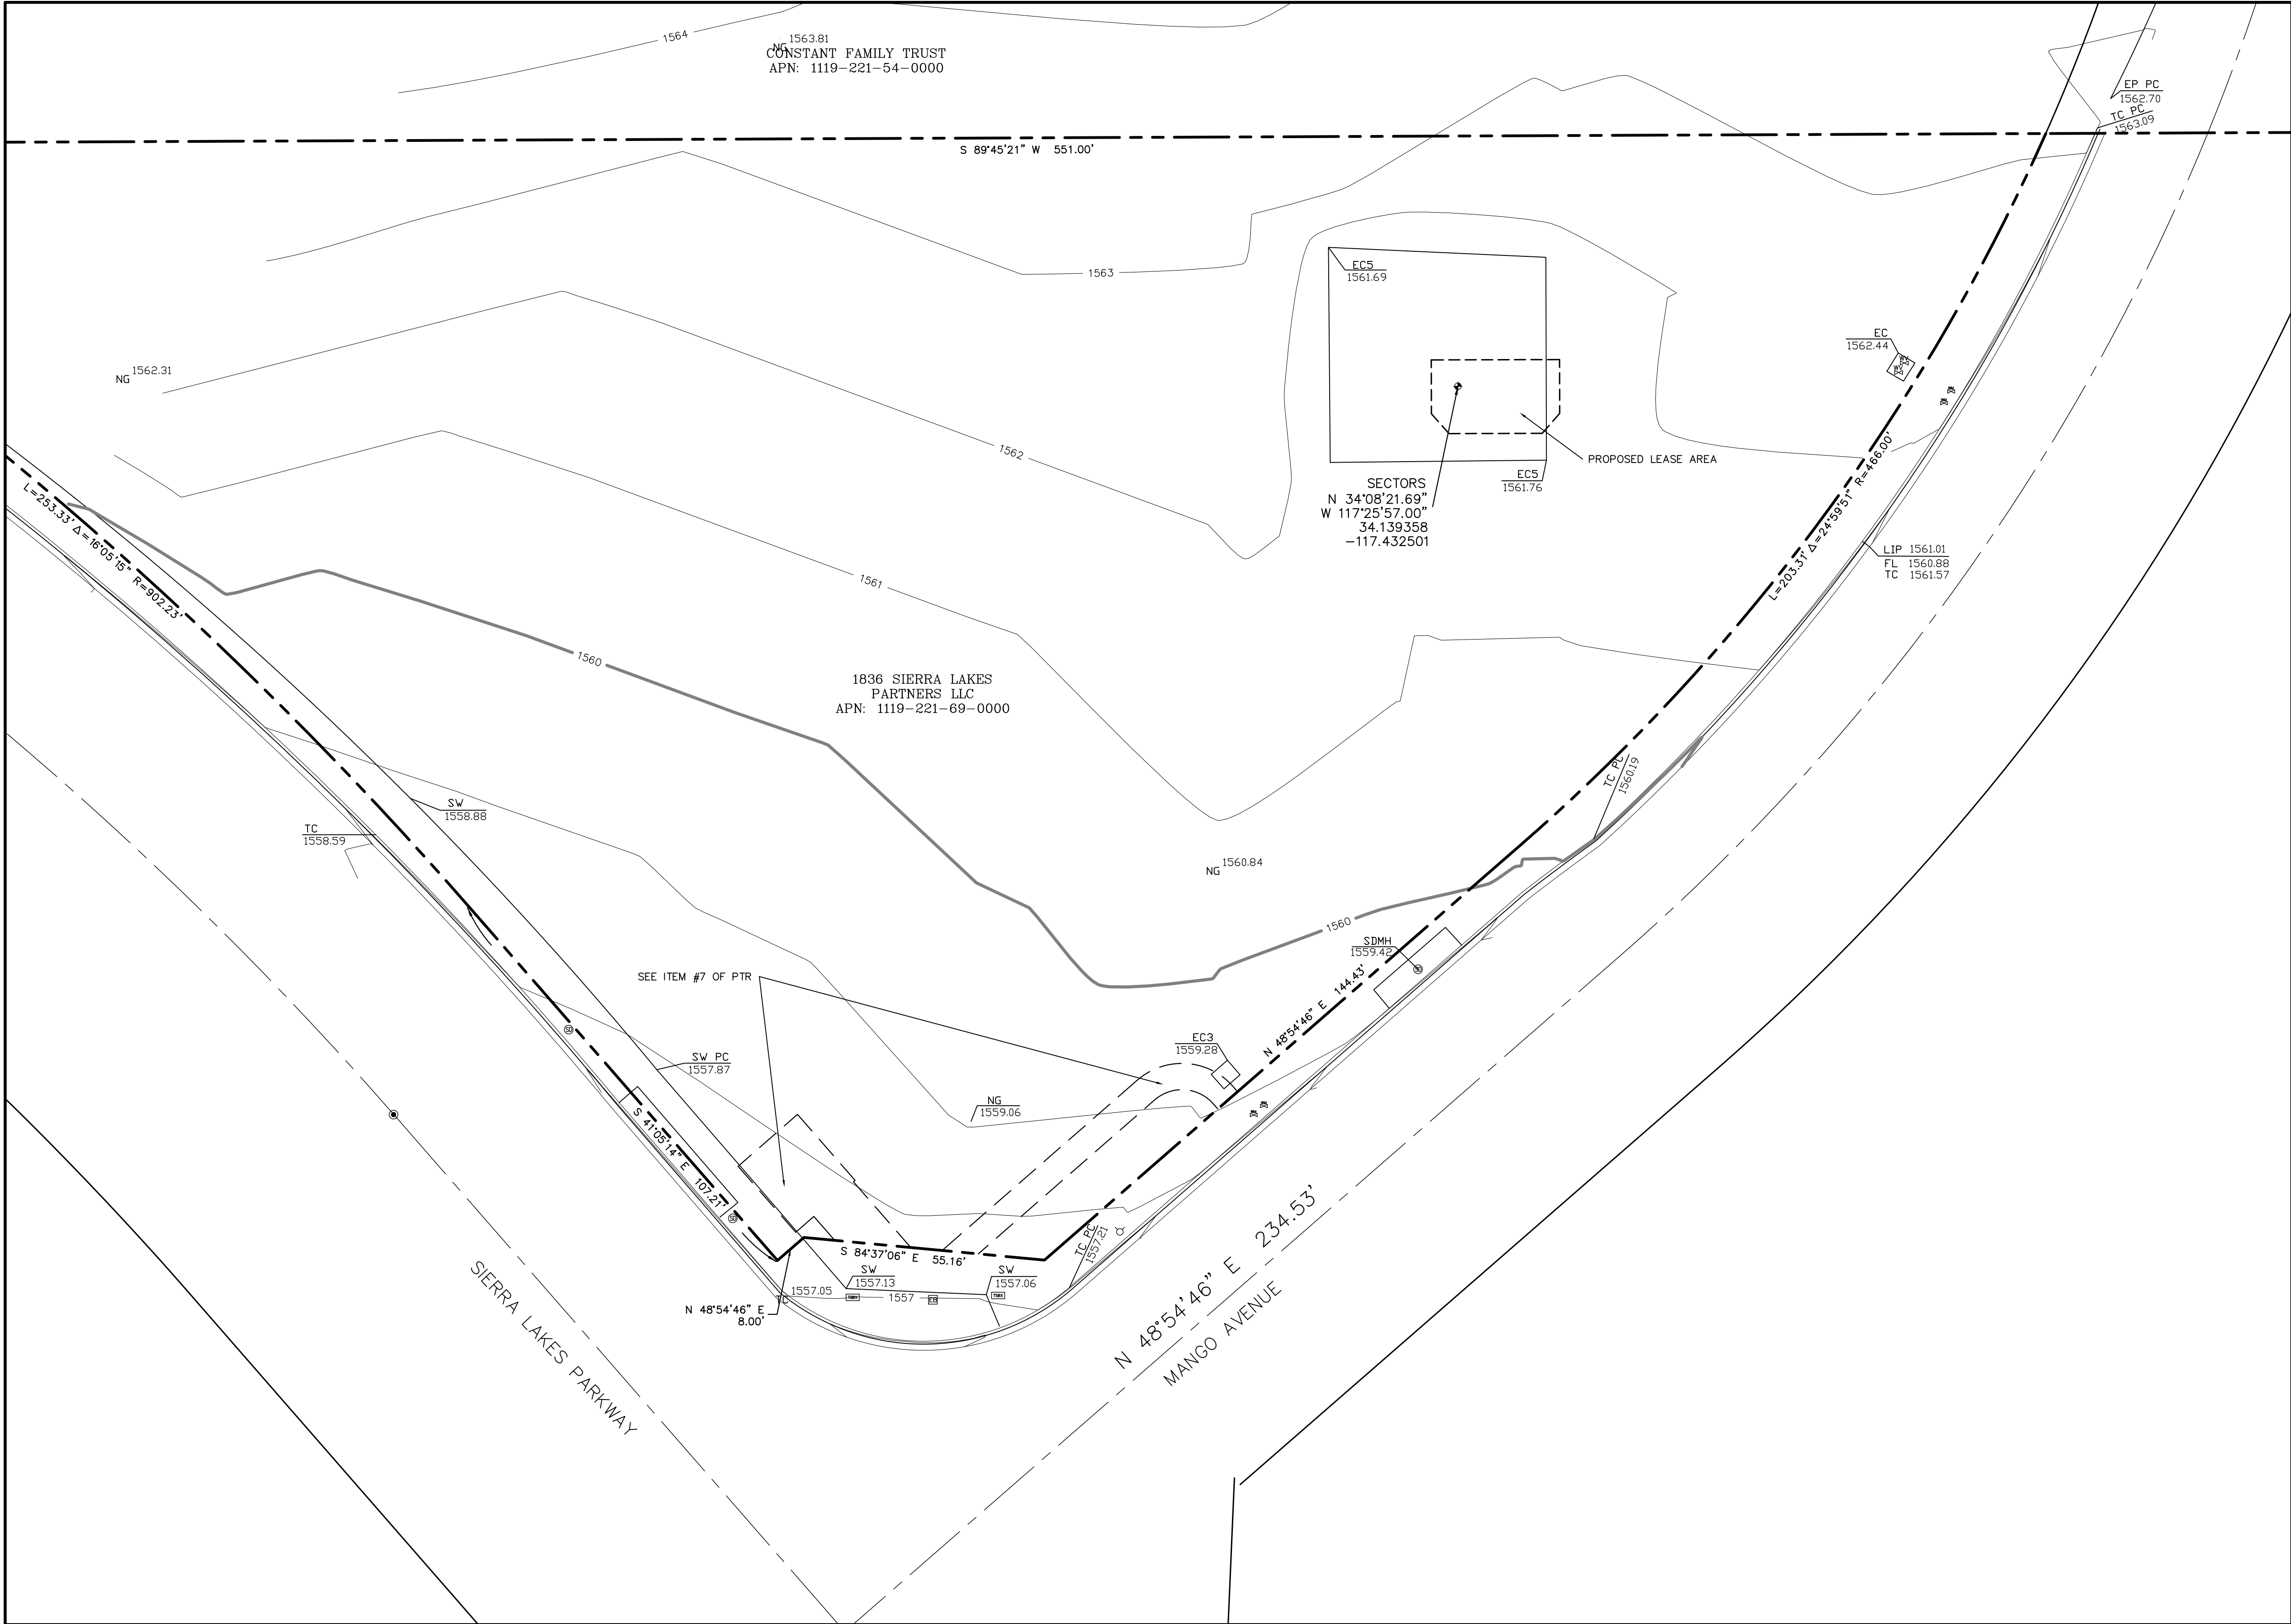 1564
NG 1563.81
CONSTANT FAMILY TRUST
APN: 1119-221-54-0000
EP PC
1562.70
TC PC
1563.09
S 89°45'21" W 551.00'
1563
EC5
1561.69
EC
1562.44
NG 1562.31
1562
PROPOSED LEASE AREA
EC5
1561.76
SECTORS
N 34°08'21.69"
W 117°25'57.00"
34.139358
-117.432501
L=253.33' Δ=16°05'15" R=902.23'
L=203.31' Δ=24°59'51" R=466.00'
LIP 1561.01
FL 1560.88
TC 1561.57
1561
1560
1836 SIERRA LAKES
PARTNERS LLC
APN: 1119-221-69-0000
TC PC
1560.19
SW
1558.88
TC
1558.59
NG 1560.84
1560
SDMH
1559.42
SEE ITEM #7 OF PTR
N 48°54'46" E 144.43'
SD
SD
EC3
1559.28
SW PC
1557.87
NG
1559.06
S 41°05'14" E 107.21'
SD
S 84°37'06" E 55.16'
TC PC
1557.21
SW
1557.13
SW
1557.06
TC 1557.05
1557
EB
N 48°54'46" E
8.00'
N 48°54'46" E 234.53'
MANGO AVENUE
SIERRA LAKES PARKWAY